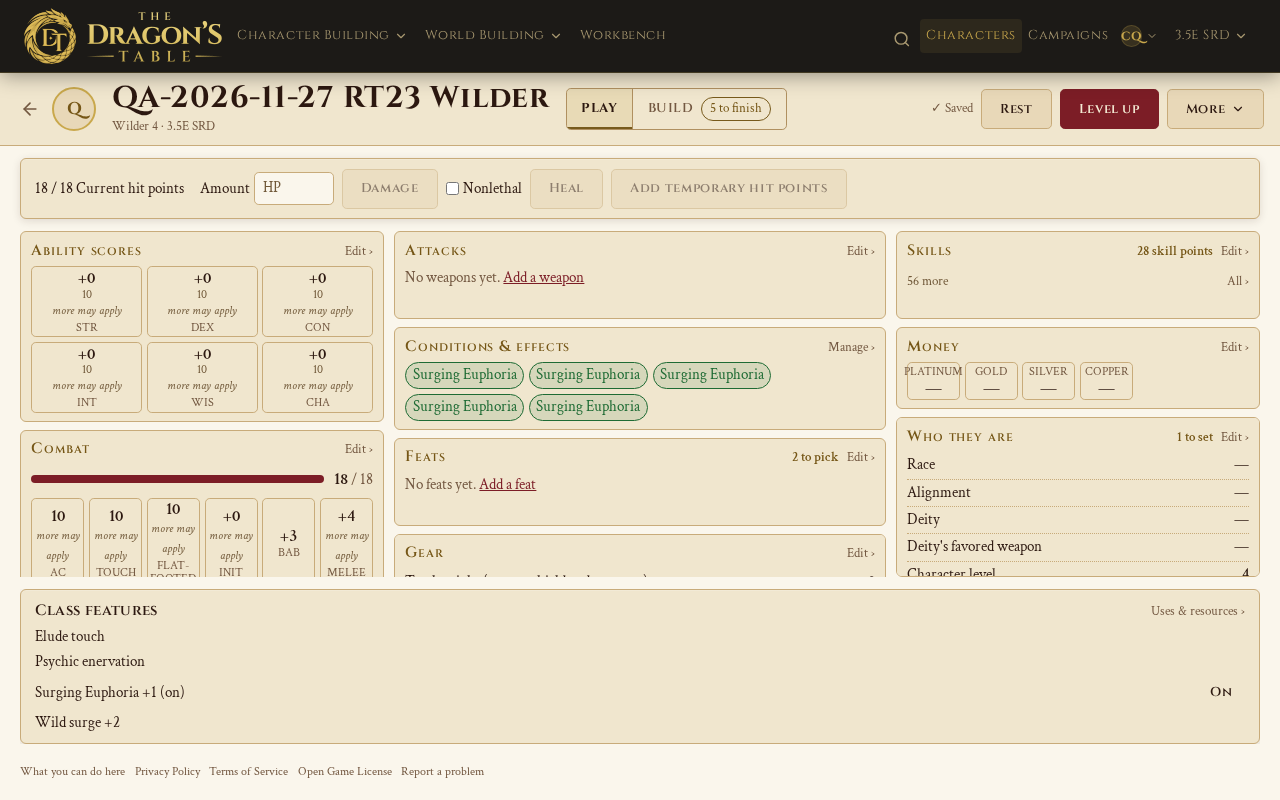 THE
DRAGON'S
TABLE
DT
CHARACTER BUILDING
WORLD BUILDING
WORKBENCH
CHARACTERS
CAMPAIGNS
CQ
3.5E SRD
Q
QA-2026-11-27 RT23 WILDER
Wilder 4 · 3.5E SRD
PLAY
BUILD 5 to finish
✓ Saved
REST
LEVEL UP
MORE
18 / 18 Current hit points
Amount HP
DAMAGE
Nonlethal
HEAL
ADD TEMPORARY HIT POINTS
ABILITY SCORES Edit ›
+0 +0 +0
10 10 10
more may apply more may apply more may apply
STR DEX CON
+0 +0 +0
10 10 10
more may apply more may apply more may apply
INT WIS CHA
COMBAT Edit ›
18 / 18
10
more may apply
AC
10
more may apply
TOUCH
10
more may apply
FLAT-FOOTED
+0
more may apply
INIT
+3
BAB
+4
more may apply
MELEE
ATTACKS Edit ›
No weapons yet. Add a weapon
CONDITIONS & EFFECTS Manage ›
Surging Euphoria Surging Euphoria Surging Euphoria
Surging Euphoria Surging Euphoria
FEATS 2 to pick Edit ›
No feats yet. Add a feat
GEAR Edit ›
SKILLS 28 skill points Edit ›
56 more All ›
MONEY Edit ›
PLATINUM GOLD SILVER COPPER
— — — —
WHO THEY ARE 1 to set Edit ›
Race —
Alignment —
Deity —
Deity's favored weapon —
Character level 4
CLASS FEATURES Uses & resources ›
Elude touch
Psychic enervation
Surging Euphoria +1 (on) ON
Wild surge +2
What you can do here Privacy Policy Terms of Service Open Game License Report a problem